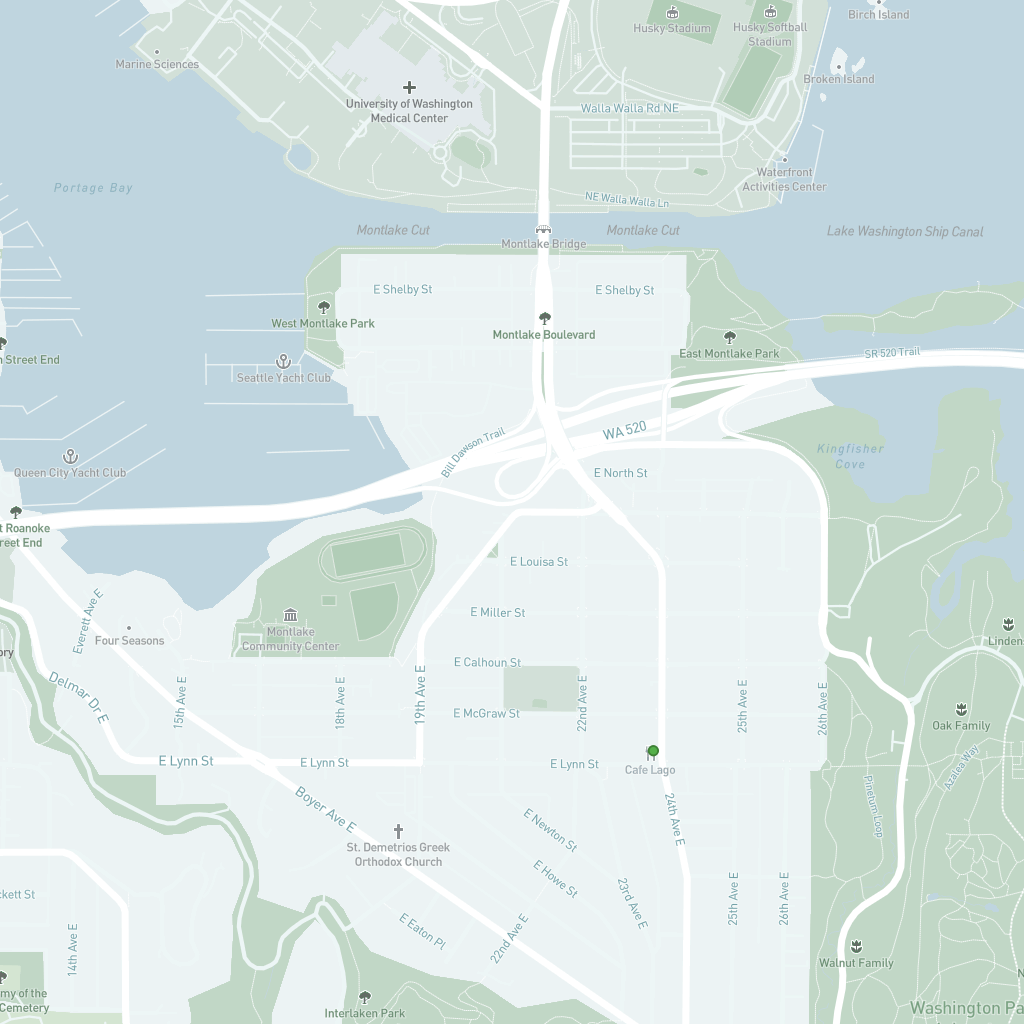 Birch Island
Husky Stadium
Husky Softball
Stadium
Marine Sciences
Broken Island
University of Washington
Medical Center
Walla Walla Rd NE
Waterfront
Activities Center
Portage Bay
NE Walla Walla Ln
Montlake Cut
Montlake Cut
Lake Washington Ship Canal
Montlake Bridge
E Shelby St
E Shelby St
West Montlake Park
Montlake Boulevard
Street End
East Montlake Park
SR 520 Trail
Seattle Yacht Club
WA 520
Bill Dawson Trail
Kingfisher
Cove
Queen City Yacht Club
E North St
Roanoke
Street End
E Louisa St
Everett Ave E
E Miller St
Four Seasons
Montlake
Community Center
E Calhoun St
Delmar Dr E
15th Ave E
18th Ave E
19th Ave E
22nd Ave E
25th Ave E
26th Ave E
E McGraw St
Oak Family
E Lynn St
E Lynn St
E Lynn St
Cafe Lago
Azalea Way
Pinetum Loop
Boyer Ave E
24th Ave E
E Newton St
St. Demetrios Greek
Orthodox Church
E Howe St
23rd Ave E
25th Ave E
26th Ave E
ckett St
E Eaton Pl
22nd Ave E
14th Ave E
Walnut Family
my of the
Cemetery
Interlaken Park
Washington Pa